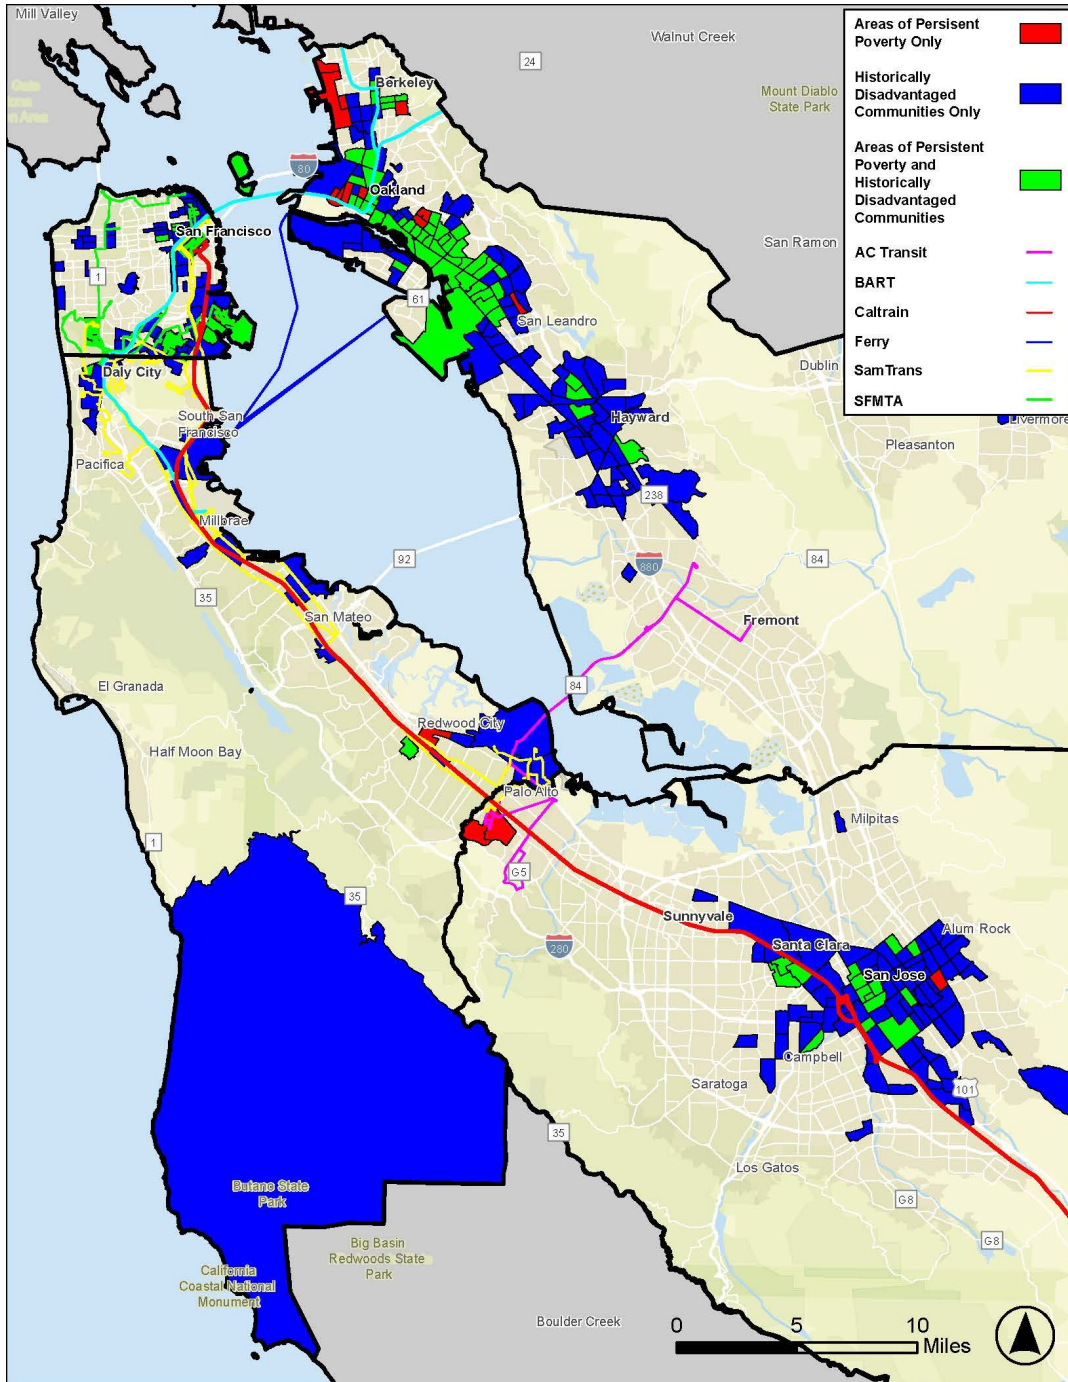 Mill Valley
Walnut Creek
24
Mount Diablo
State Park
Berkeley
80
Oakland
San Francisco
1
San Ramon
61
San Leandro
Dublin
Daly City
South San
Francisco
Hayward
Livermore
Pleasanton
Pacifica
238
Millbrae
92
880
84
35
San Mateo
Fremont
El Granada
84
Redwood City
Half Moon Bay
Palo Alto
Milpitas
1
G5
35
Sunnyvale
Alum Rock
Santa Clara
280
San Jose
Campbell
Saratoga
101
35
Los Gatos
Butano State
Park
G8
G8
Big Basin
Redwoods State
Park
California
Coastal National
Monument
Boulder Creek
0 5 10
Miles
Areas of Persisent
Poverty Only
Historically
Disadvantaged
Communities Only
Areas of Persistent
Poverty and
Historically
Disadvantaged
Communities
AC Transit
BART
Caltrain
Ferry
SamTrans
SFMTA